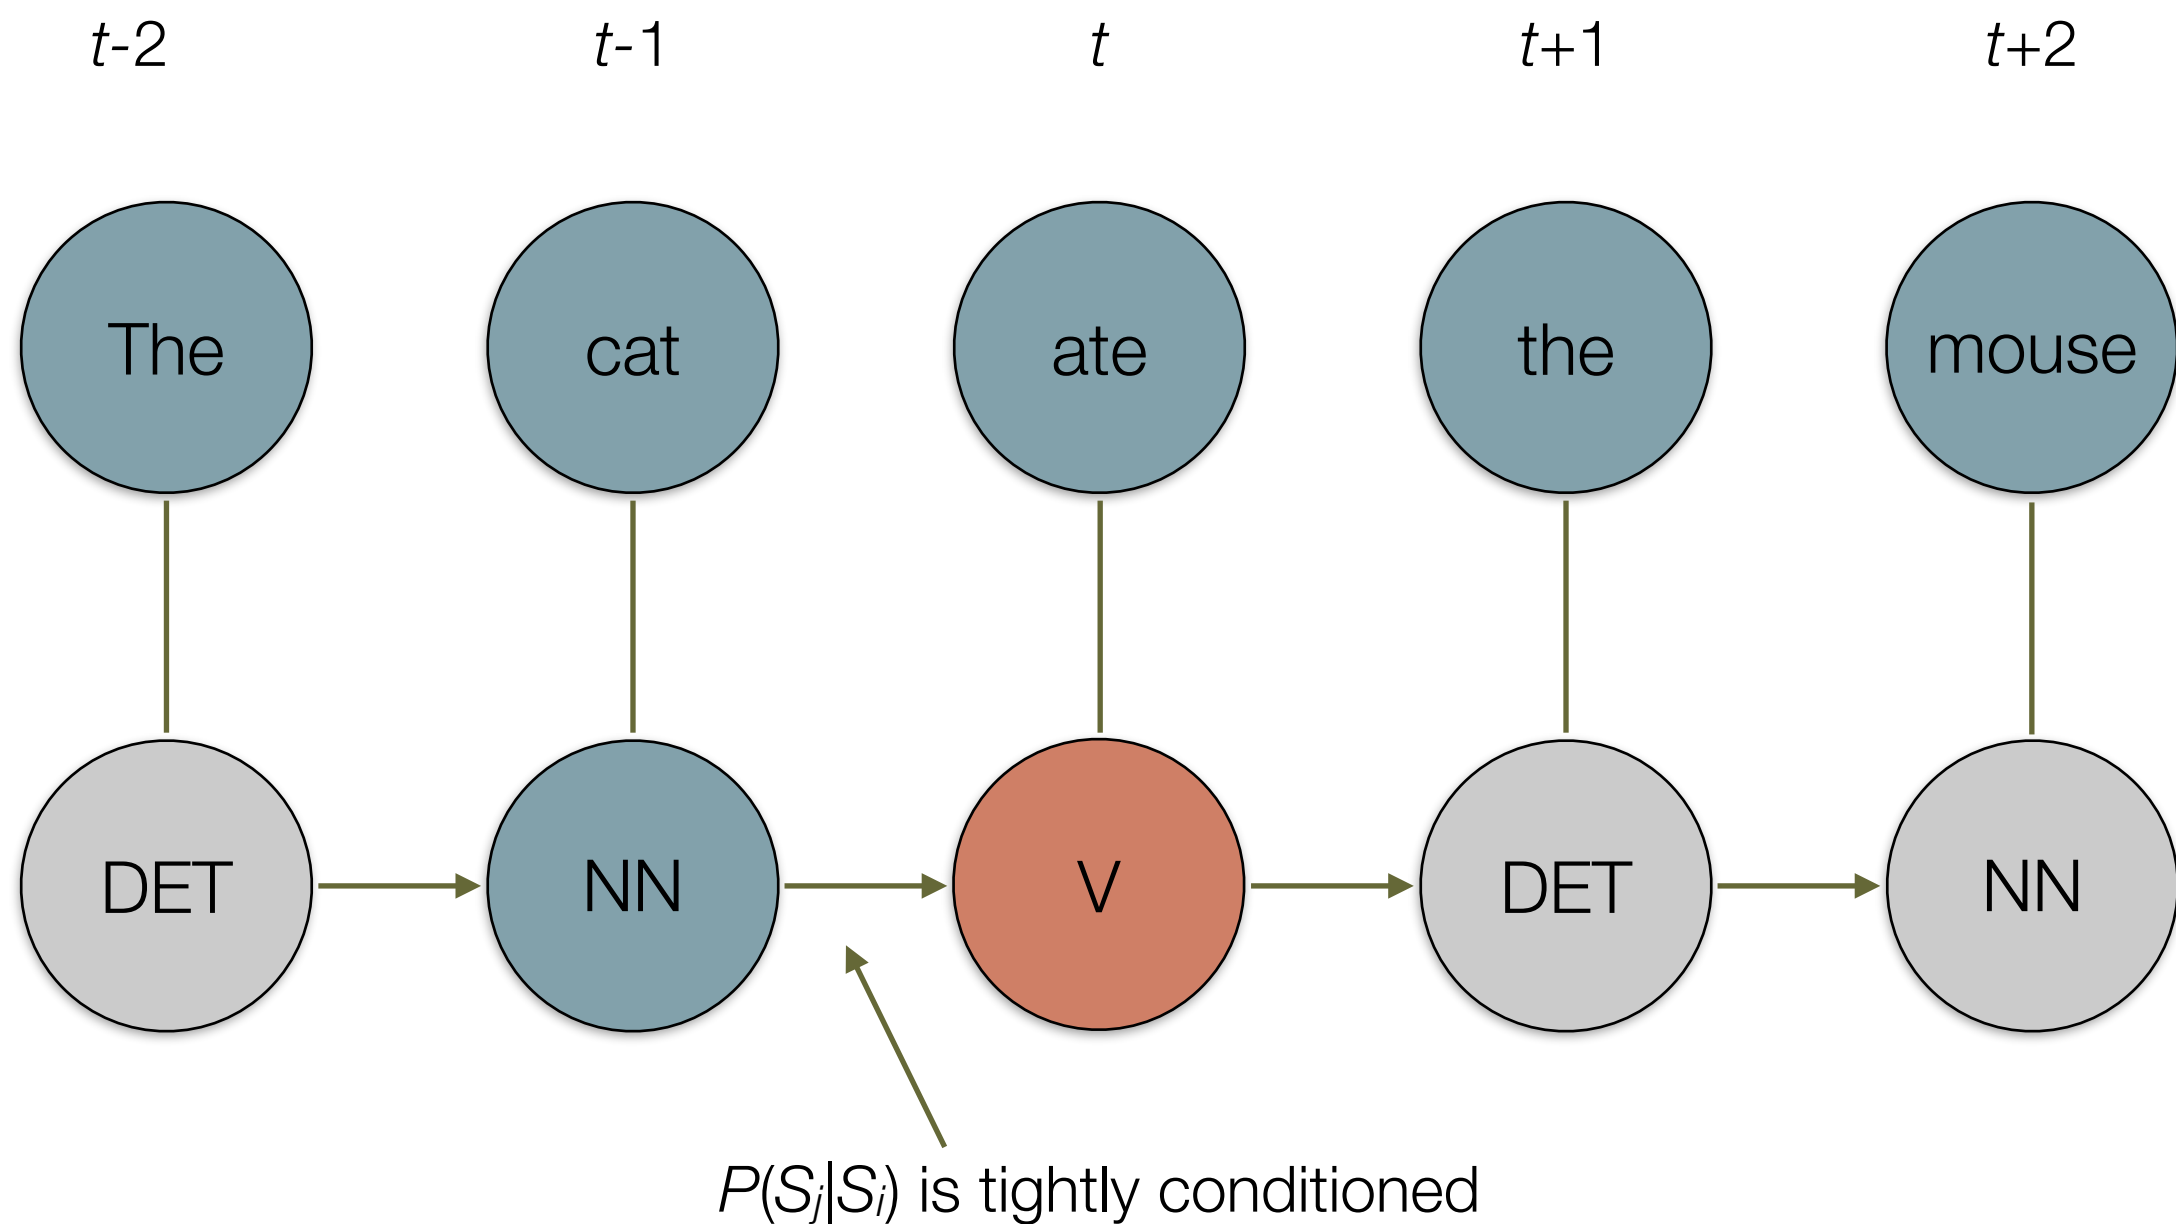 t-2 t-1 t t+1 t+2
The cat ate the mouse
DET NN V DET NN
P(Sj|Si) is tightly conditioned